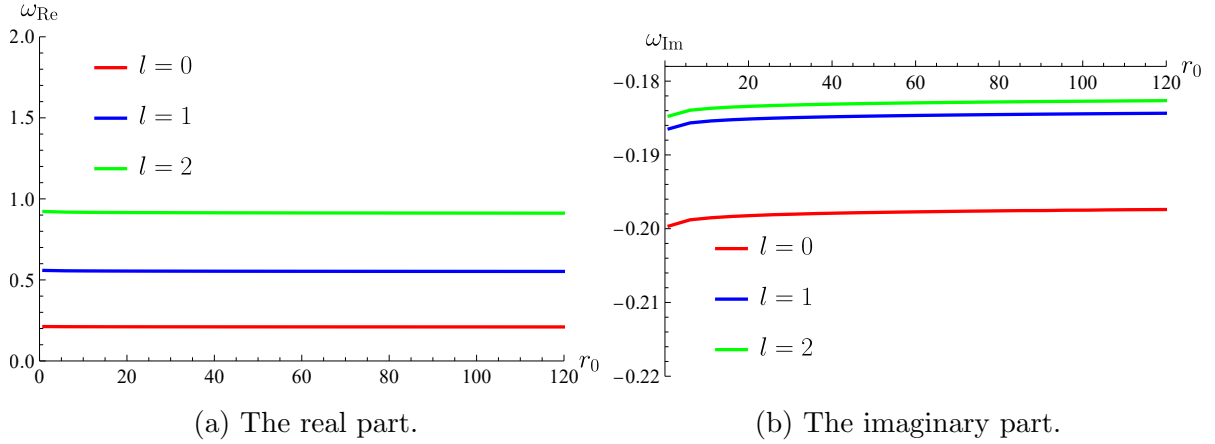 ω_Re
2.0
1.5
1.0
0.5
0.0
0 20 40 60 80 100 120 r_0
l = 0
l = 1
l = 2
(a) The real part.
ω_Im
−0.18
−0.19
−0.20
−0.21
−0.22
20 40 60 80 100 120 r_0
l = 0
l = 1
l = 2
(b) The imaginary part.